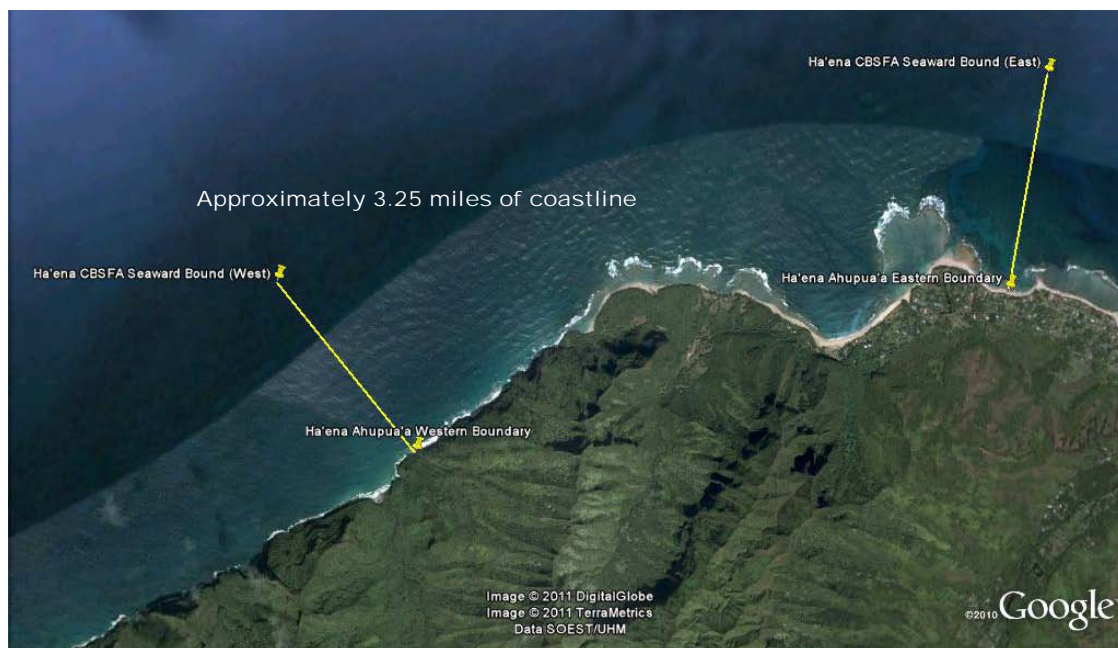 Ha'ena CBSFA Seaward Bound (East)
Approximately 3.25 miles of coastline
Ha'ena CBSFA Seaward Bound (West)
Ha'ena Ahupua'a Eastern Boundary
Ha'ena Ahupua'a Western Boundary
Image © 2011 DigitalGlobe
Image © 2011 TerraMetrics
Data SOEST/UHM
©2010 Google